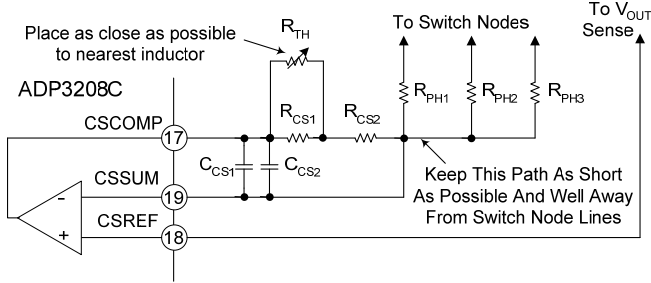 To V_OUT
Sense
Place as close as possible
to nearest inductor
R_TH
To Switch Nodes
ADP3208C
R_PH1
R_PH2
R_PH3
CSCOMP
17
R_CS1
R_CS2
C_CS1
C_CS2
Keep This Path As Short
As Possible And Well Away
From Switch Node Lines
CSSUM
19
-
CSREF
18
+